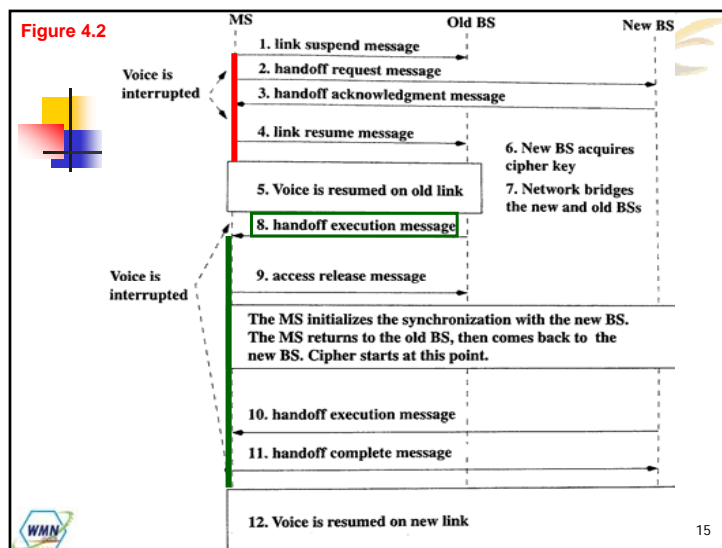 Figure 4.2
MS
Old BS
New BS
1. link suspend message
Voice is
interrupted
2. handoff request message
3. handoff acknowledgment message
4. link resume message
6. New BS acquires
cipher key
7. Network bridges
the new and old BSs
5. Voice is resumed on old link
8. handoff execution message
Voice is
interrupted
9. access release message
The MS initializes the synchronization with the new BS.
The MS returns to the old BS, then comes back to the
new BS. Cipher starts at this point.
10. handoff execution message
11. handoff complete message
12. Voice is resumed on new link
WMN
15